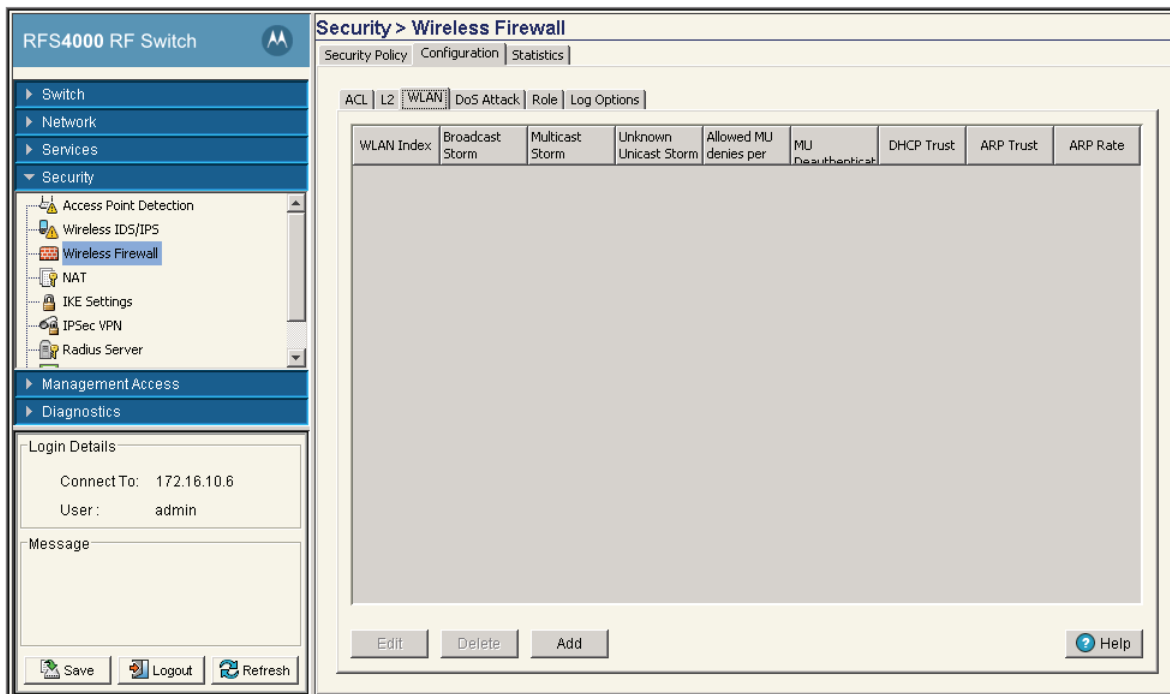 RFS4000 RF Switch
Switch
Network
Services
Security
Access Point Detection
Wireless IDS/IPS
Wireless Firewall
NAT
IKE Settings
IPSec VPN
Radius Server
Management Access
Diagnostics
Login Details
Connect To: 172.16.10.6
User : admin
Message
Save Logout Refresh
Security > Wireless Firewall
Security Policy Configuration Statistics
ACL L2 WLAN DoS Attack Role Log Options
WLAN Index
Broadcast
Storm
Multicast
Storm
Unknown
Unicast Storm
Allowed MU
denies per
MU
Deauthenticat
DHCP Trust
ARP Trust
ARP Rate
Edit Delete Add
? Help